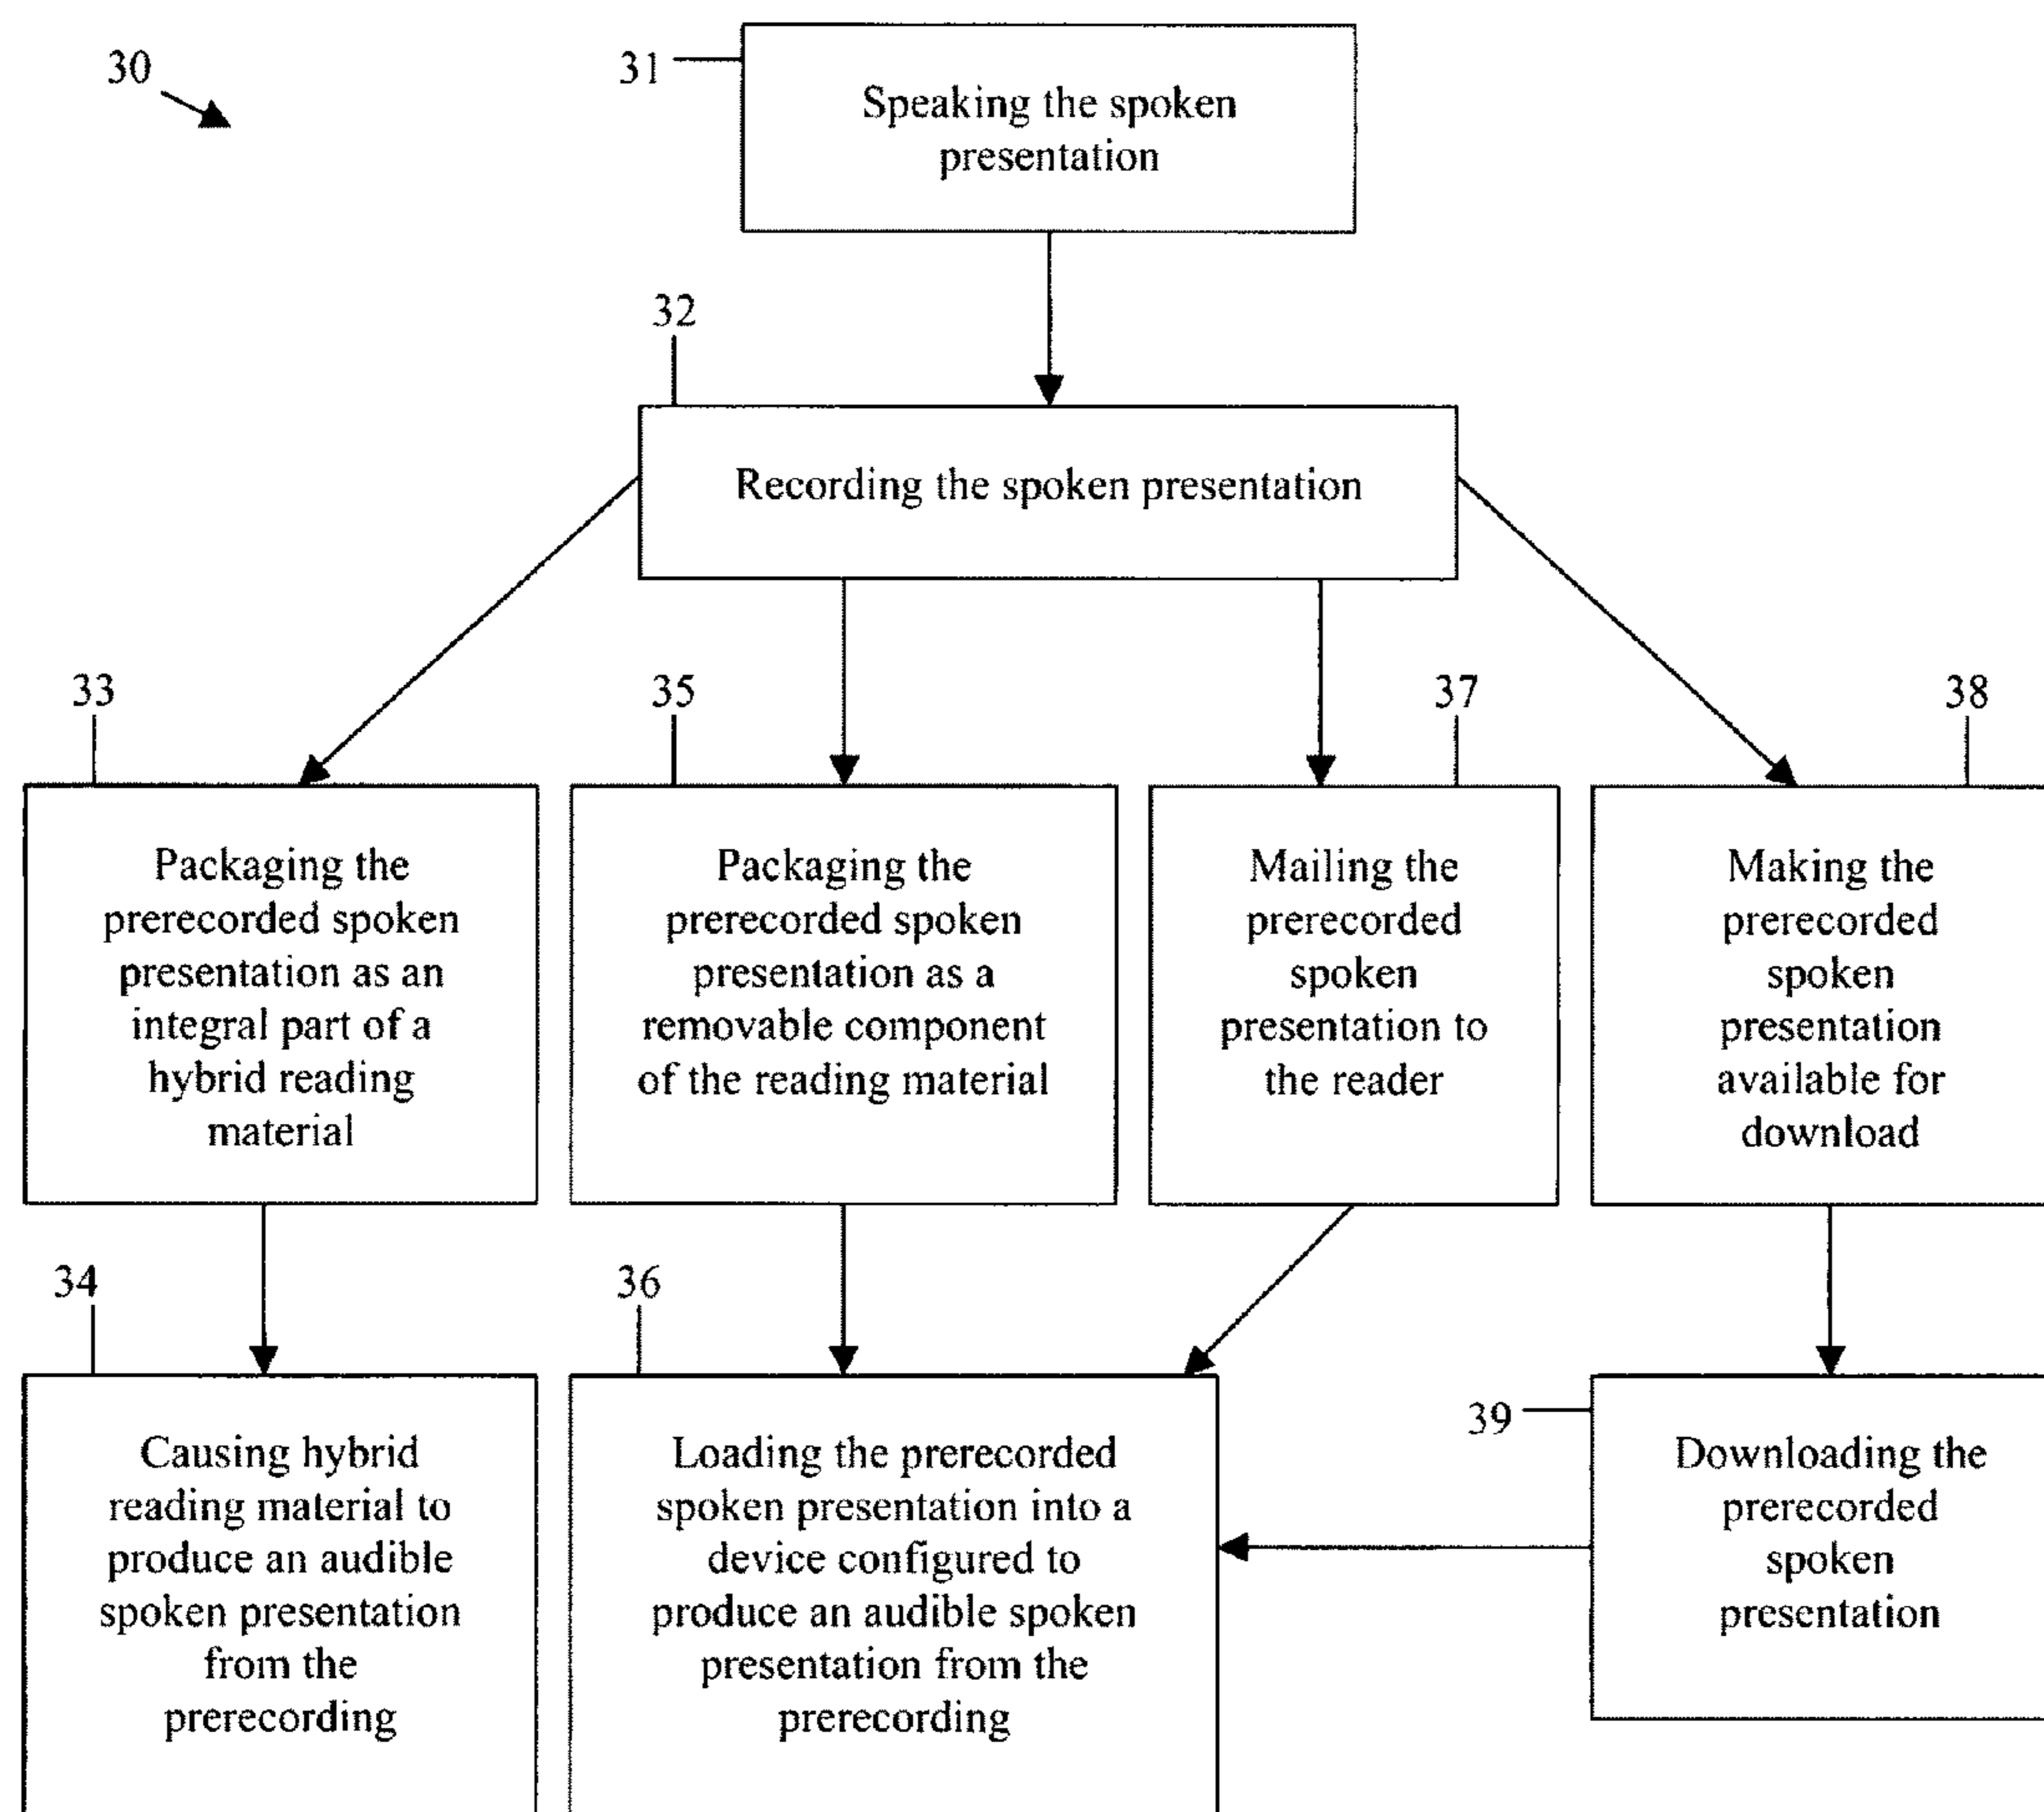 30
31
Speaking the spoken
presentation
32
Recording the spoken presentation
33
Packaging the
prerecorded spoken
presentation as an
integral part of a
hybrid reading
material
35
Packaging the
prerecorded spoken
presentation as a
removable component
of the reading material
37
Mailing the
prerecorded
spoken
presentation to
the reader
38
Making the
prerecorded
spoken
presentation
available for
download
34
Causing hybrid
reading material to
produce an audible
spoken presentation
from the
prerecording
36
Loading the prerecorded
spoken presentation into a
device configured to
produce an audible spoken
presentation from the
prerecording
39
Downloading the
prerecorded
spoken
presentation